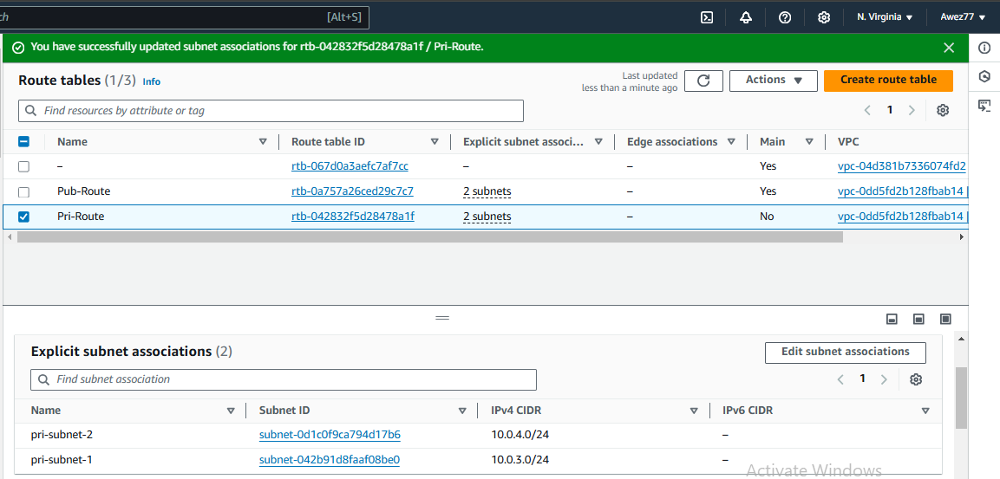 ch [Alt+S] N. Virginia ▼ Awez77 ▼
You have successfully updated subnet associations for rtb-042832f5d28478a1f / Pri-Route.
Route tables (1/3) Info
Last updated
less than a minute ago
Actions ▼ Create route table
Find resources by attribute or tag
1
Name Route table ID Explicit subnet associ... Edge associations Main VPC
– rtb-067d0a3aefc7af7cc – – Yes vpc-04d381b7336074fd2
Pub-Route rtb-0a757a26ced29c7c7 2 subnets – Yes vpc-0dd5fd2b128fbab14 |
Pri-Route rtb-042832f5d28478a1f 2 subnets – No vpc-0dd5fd2b128fbab14 |
Explicit subnet associations (2) Edit subnet associations
Find subnet association
1
Name Subnet ID IPv4 CIDR IPv6 CIDR
pri-subnet-2 subnet-0d1c0f9ca794d17b6 10.0.4.0/24 –
pri-subnet-1 subnet-042b91d8faaf08be0 10.0.3.0/24 –
Activate Windows